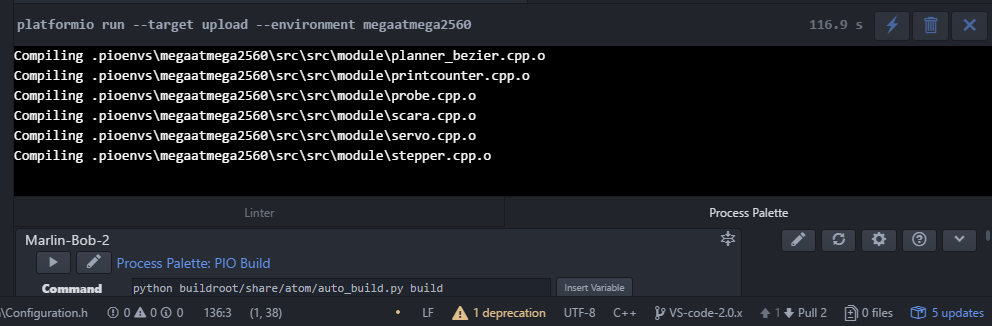 platformio run --target upload --environment megaatmega2560 116.9 s
Compiling .pioenvs\megaatmega2560\src\src\module\planner_bezier.cpp.o
Compiling .pioenvs\megaatmega2560\src\src\module\printcounter.cpp.o
Compiling .pioenvs\megaatmega2560\src\src\module\probe.cpp.o
Compiling .pioenvs\megaatmega2560\src\src\module\scara.cpp.o
Compiling .pioenvs\megaatmega2560\src\src\module\servo.cpp.o
Compiling .pioenvs\megaatmega2560\src\src\module\stepper.cpp.o
Linter Process Palette
Marlin-Bob-2
Process Palette: PIO Build
Command python buildroot/share/atom/auto_build.py build Insert Variable
\Configuration.h 0 0 0 136:3 (1, 38) LF 1 deprecation UTF-8 C++ VS-code-2.0.x 1 Pull 2 0 files 5 updates